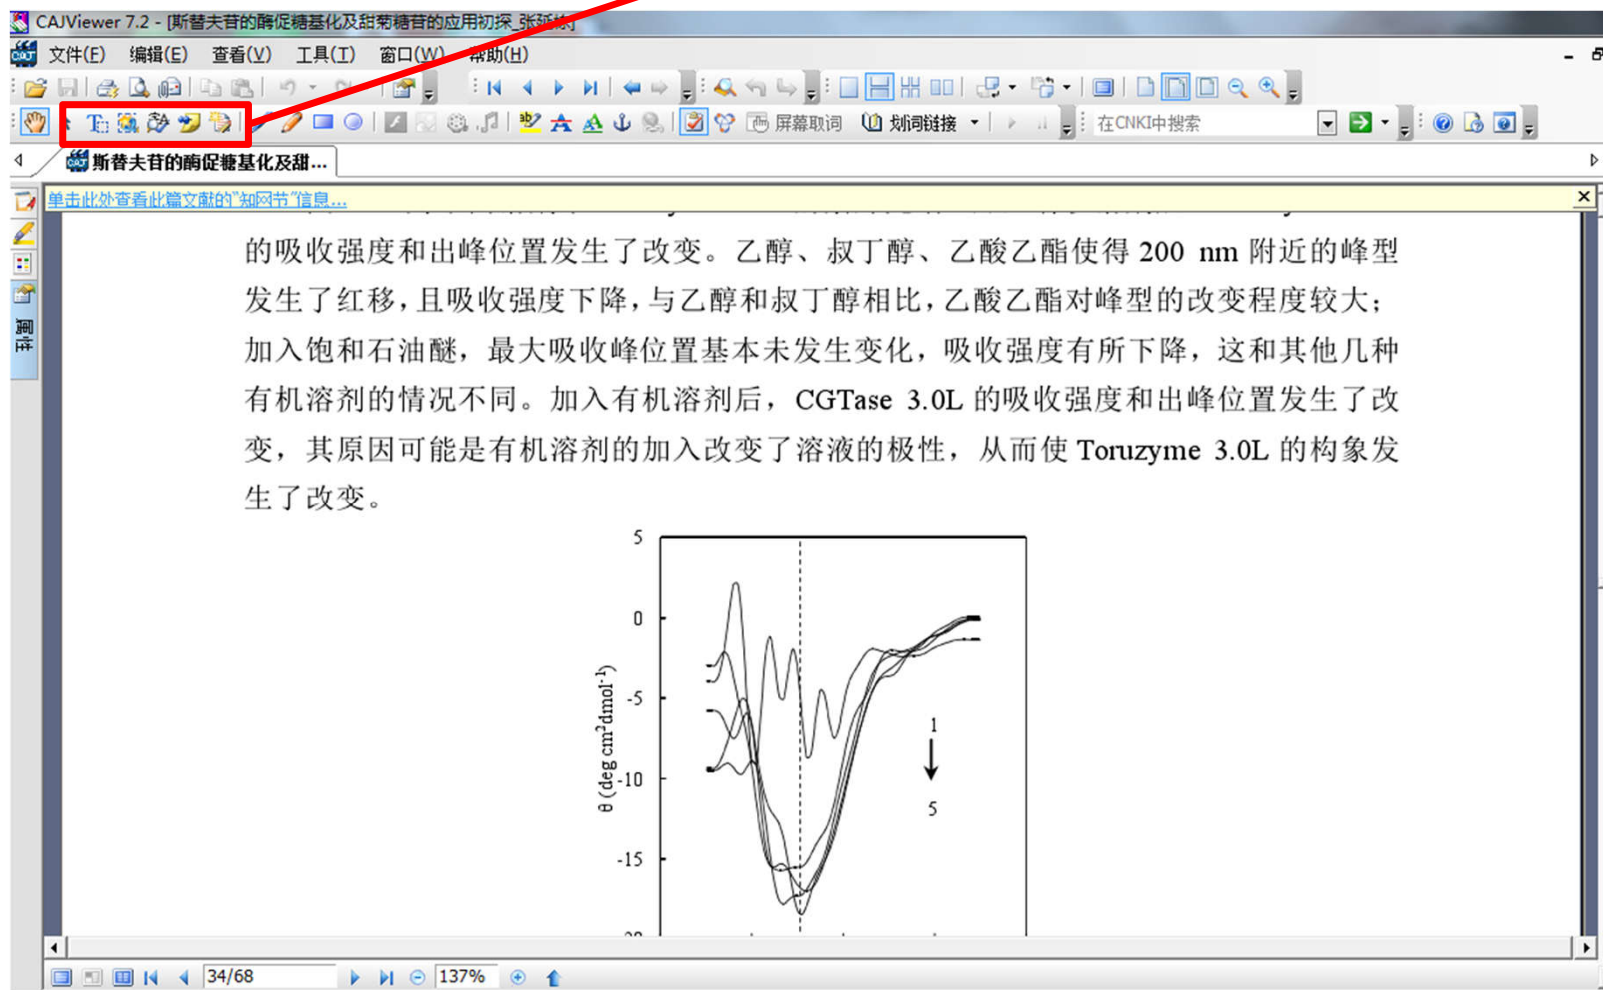 CAJViewer 7.2 - [斯替夫苷的酶促糖基化及甜菊糖苷的应用初探_张延
文件(F) 编辑(E) 查看(V) 工具(T) 窗口(W) 帮助(H)
屏幕取词 划词链接 在CNKI中搜索
斯替夫苷的酶促糖基化及甜...
单击此处查看此篇文献的"知网节"信息...
属性
的吸收强度和出峰位置发生了改变。乙醇、叔丁醇、乙酸乙酯使得 200 nm 附近的峰型
发生了红移，且吸收强度下降，与乙醇和叔丁醇相比，乙酸乙酯对峰型的改变程度较大；
加入饱和石油醚，最大吸收峰位置基本未发生变化，吸收强度有所下降，这和其他几种
有机溶剂的情况不同。加入有机溶剂后，CGTase 3.0L 的吸收强度和出峰位置发生了改
变，其原因可能是有机溶剂的加入改变了溶液的极性，从而使 Toruzyme 3.0L 的构象发
生了改变。
5
0
-5
-10
-15
θ (deg cm²dmol⁻¹)
1
5
34/68 137%